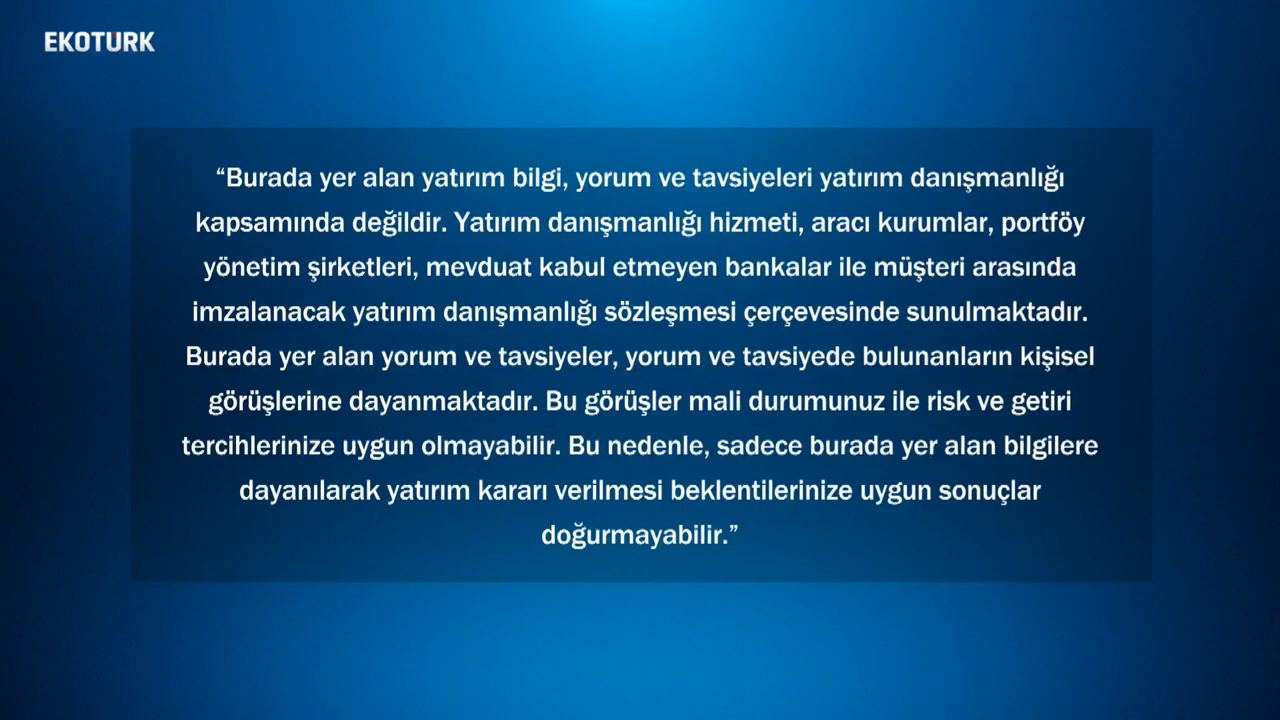 EKOTÜRK
“Burada yer alan yatırım bilgi, yorum ve tavsiyeleri yatırım danışmanlığı
kapsamında değildir. Yatırım danışmanlığı hizmeti, aracı kurumlar, portföy
yönetim şirketleri, mevduat kabul etmeyen bankalar ile müşteri arasında
imzalanacak yatırım danışmanlığı sözleşmesi çerçevesinde sunulmaktadır.
Burada yer alan yorum ve tavsiyeler, yorum ve tavsiyede bulunanların kişisel
görüşlerine dayanmaktadır. Bu görüşler mali durumunuz ile risk ve getiri
tercihlerinize uygun olmayabilir. Bu nedenle, sadece burada yer alan bilgilere
dayanılarak yatırım kararı verilmesi beklentilerinize uygun sonuçlar
doğurmayabilir.”